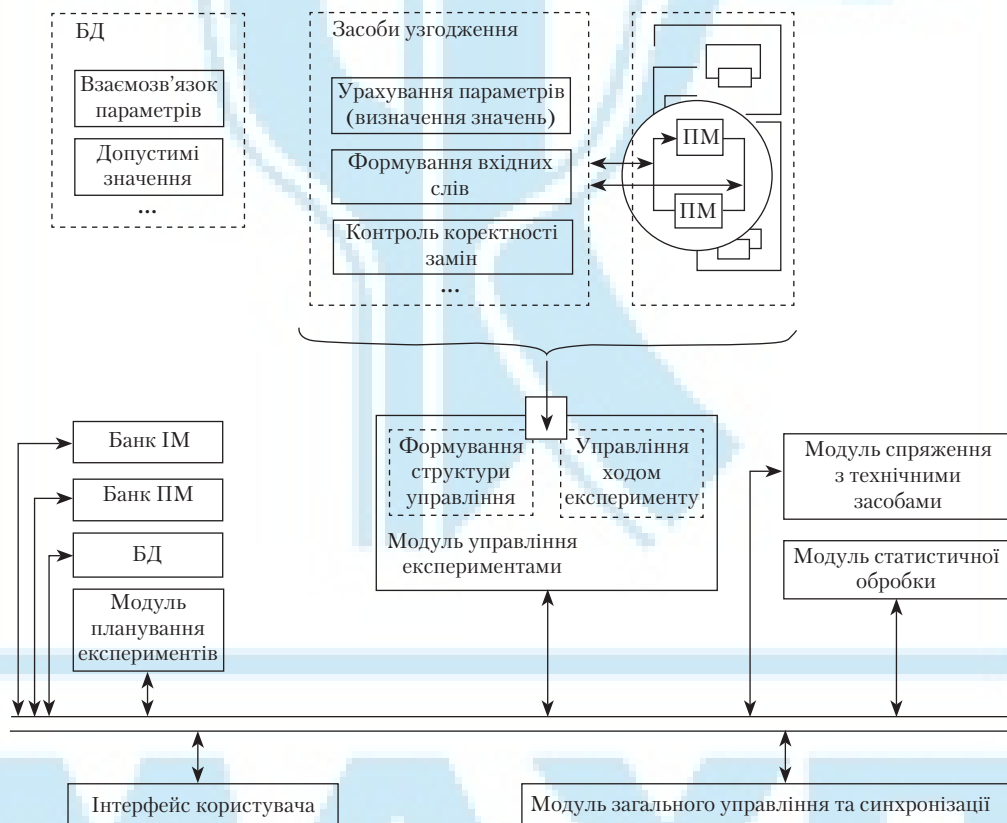 БД
Взаємозв'язок
параметрів
Допустимі
значення
...
Засоби узгодження
Урахування параметрів
(визначення значень)
Формування вхідних
слів
Контроль коректності
замін
...
ПМ
ПМ
Банк ІМ
Банк ПМ
БД
Модуль
планування
експериментів
Формування
структури
управління
Управління
ходом
експерименту
Модуль управління
експериментами
Модуль спряження
з технічними
засобами
Модуль статистичної
обробки
Інтерфейс користувача
Модуль загального управління та синхронізації